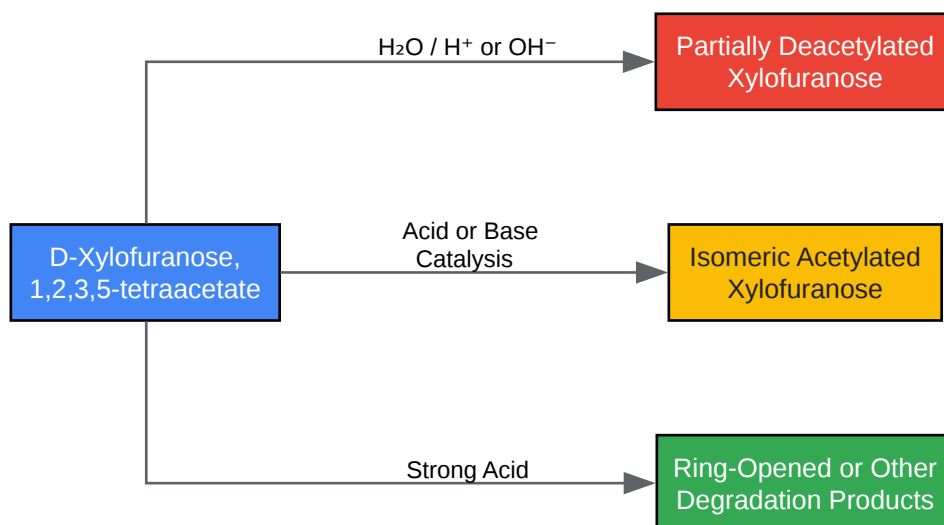 H₂O / H⁺ or OH⁻
Partially Deacetylated
Xylofuranose
D-Xylofuranose,
1,2,3,5-tetraacetate
Acid or Base
Catalysis
Isomeric Acetylated
Xylofuranose
Strong Acid
Ring-Opened or Other
Degradation Products